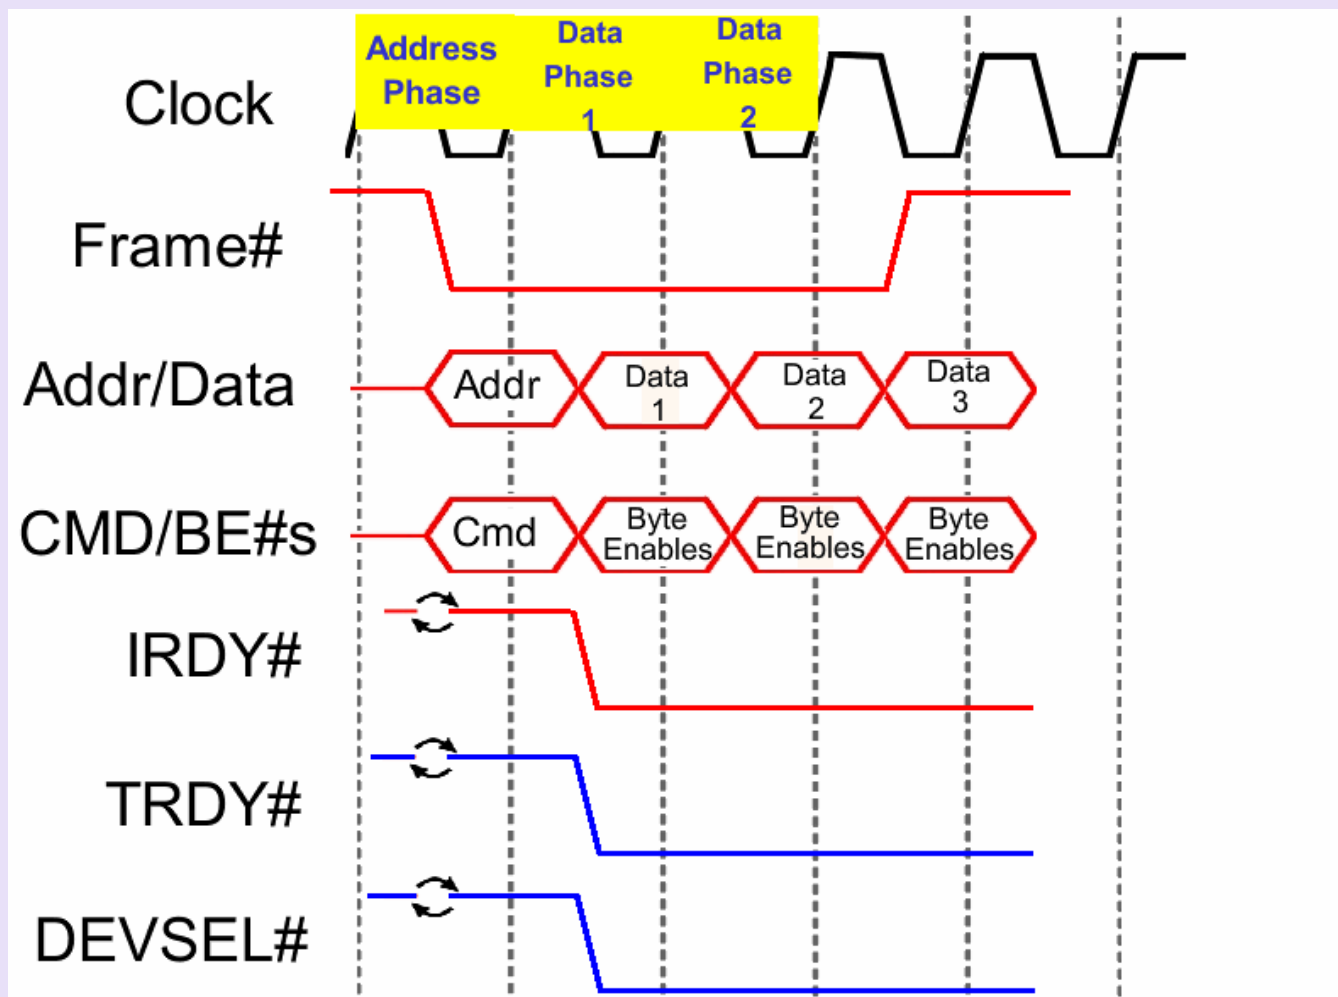 Address
Phase
Data
Phase
1
Data
Phase
2
Clock
Frame#
Addr/Data
Addr
Data
1
Data
2
Data
3
CMD/BE#s
Cmd
Byte
Enables
Byte
Enables
Byte
Enables
IRDY#
TRDY#
DEVSEL#